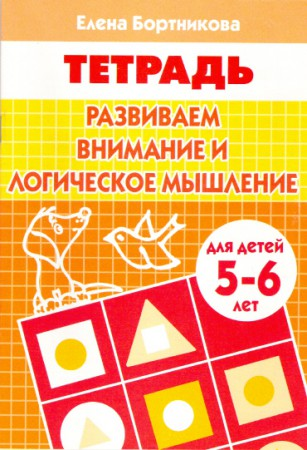 Елена Бортникова
ТЕТРАДЬ
РАЗВИВАЕМ
ВНИМАНИЕ И
ЛОГИЧЕСКОЕ МЫШЛЕНИЕ
для детей
5-6
лет